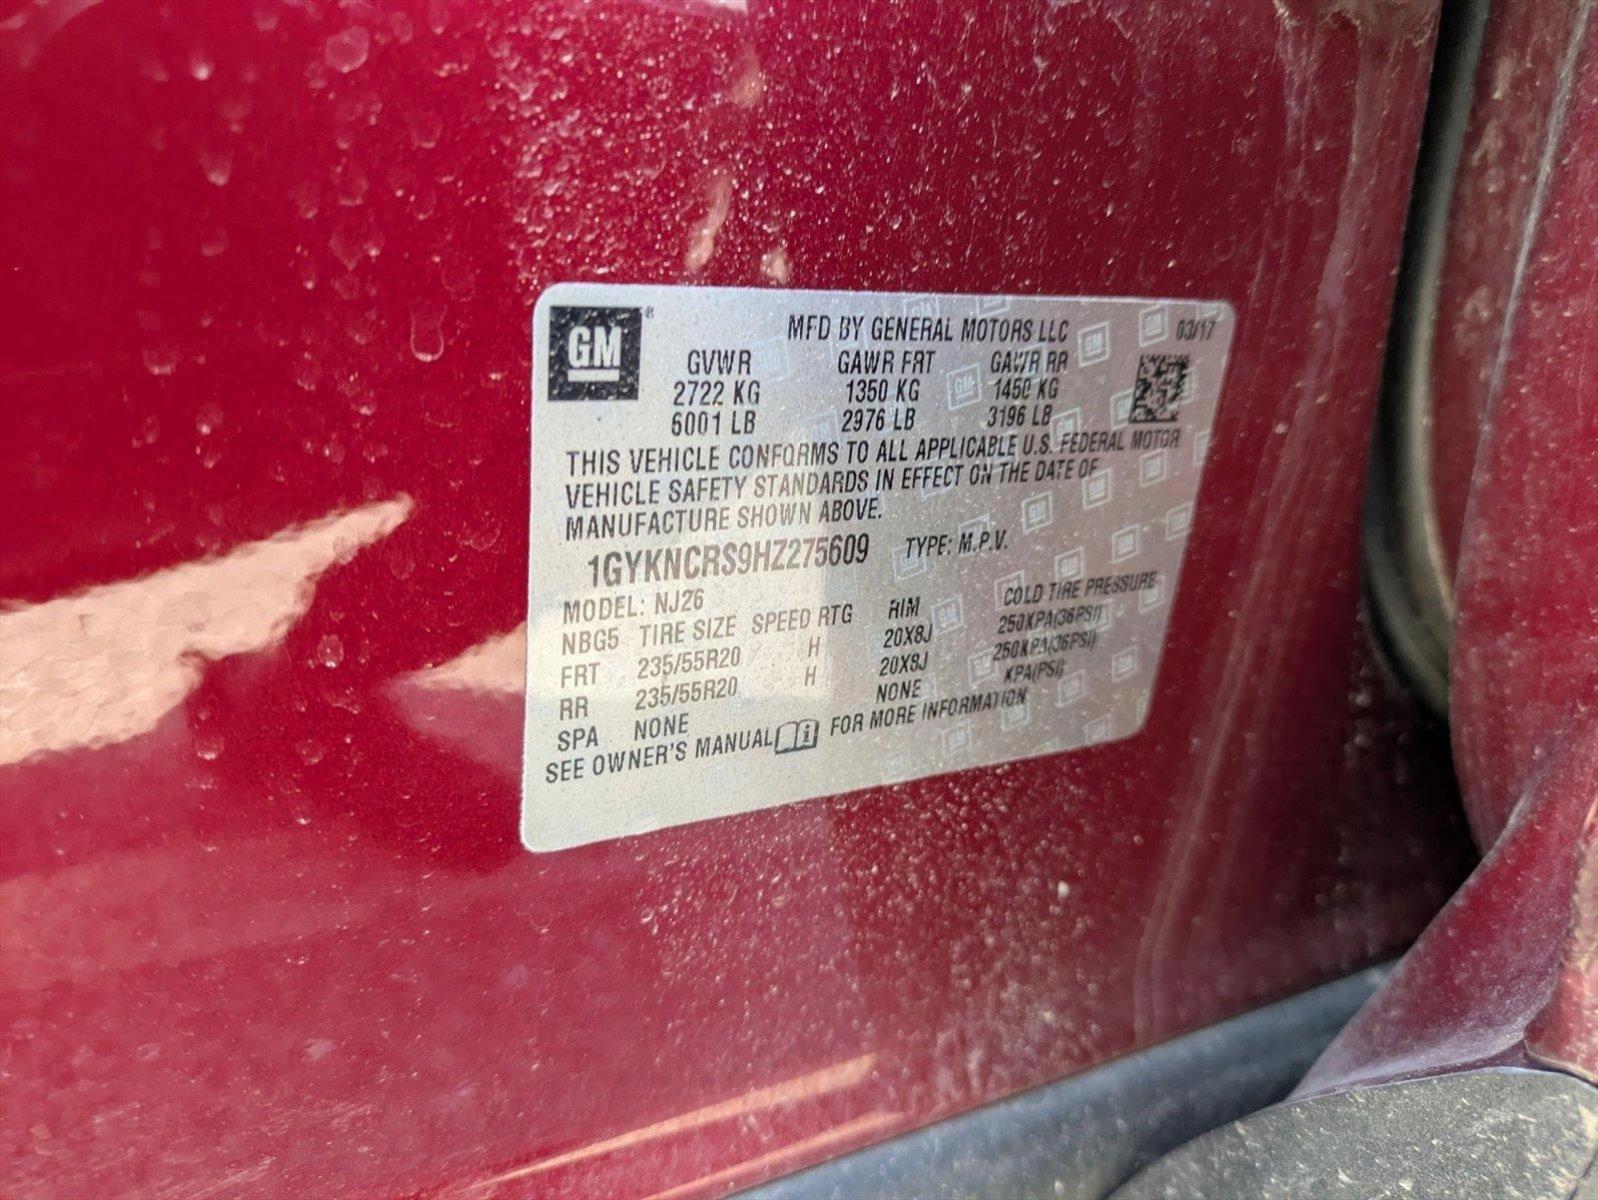 GM® MFD BY GENERAL MOTORS LLC 03/17
GVWR GAWR FRT GAWR RR
2722 KG 1350 KG 1450 KG
6001 LB 2976 LB 3196 LB
THIS VEHICLE CONFORMS TO ALL APPLICABLE U.S. FEDERAL MOTOR
VEHICLE SAFETY STANDARDS IN EFFECT ON THE DATE OF
MANUFACTURE SHOWN ABOVE.
1GYKNCRS9HZ275609 TYPE: M.P.V.
MODEL: NJ26
NBG5 TIRE SIZE SPEED RTG RIM COLD TIRE PRESSURE
FRT 235/55R20 H 20X8J 250KPA(36PSI)
RR 235/55R20 H 20X8J 250KPA(36PSI)
SPA NONE NONE KPA(PSI)
SEE OWNER'S MANUAL FOR MORE INFORMATION